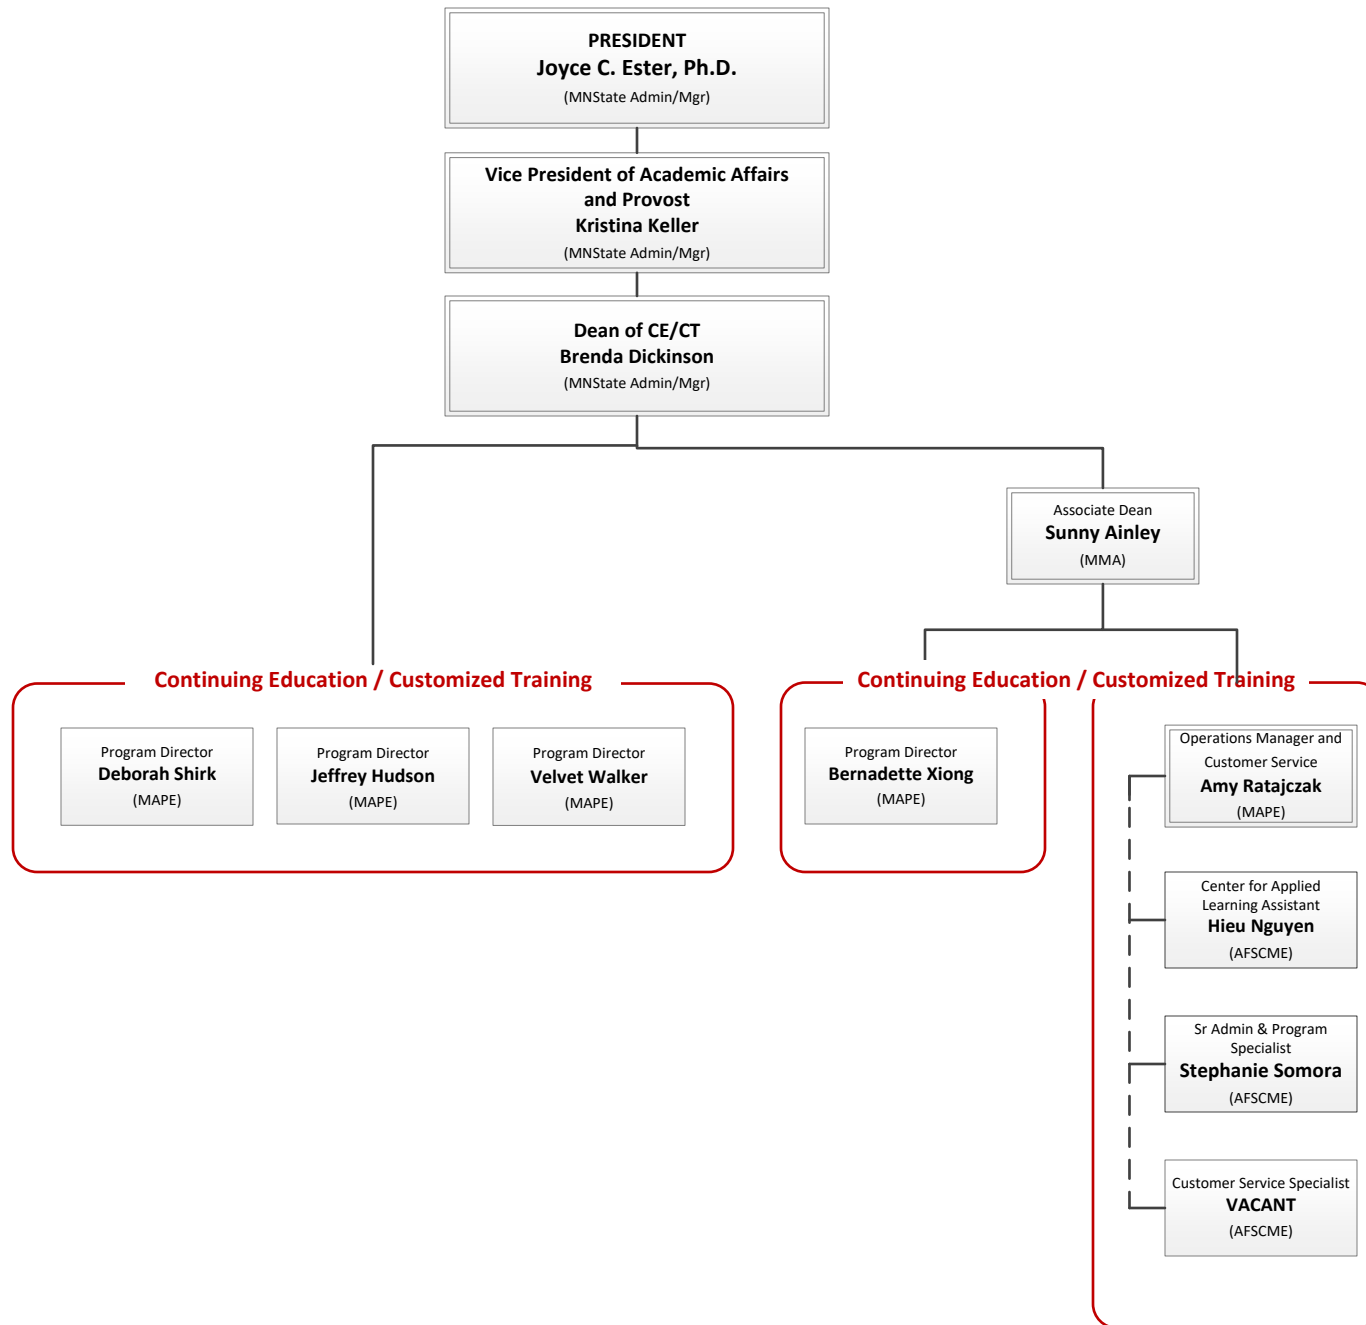 PRESIDENT
Joyce C. Ester, Ph.D.
(MNState Admin/Mgr)
Vice President of Academic Affairs
and Provost
Kristina Keller
(MNState Admin/Mgr)
Dean of CE/CT
Brenda Dickinson
(MNState Admin/Mgr)
Associate Dean
Sunny Ainley
(MMA)
Continuing Education / Customized Training
Program Director
Deborah Shirk
(MAPE)
Program Director
Jeffrey Hudson
(MAPE)
Program Director
Velvet Walker
(MAPE)
Continuing Education / Customized Training
Program Director
Bernadette Xiong
(MAPE)
Operations Manager and
Customer Service
Amy Ratajczak
(MAPE)
Center for Applied
Learning Assistant
Hieu Nguyen
(AFSCME)
Sr Admin & Program
Specialist
Stephanie Somora
(AFSCME)
Customer Service Specialist
VACANT
(AFSCME)